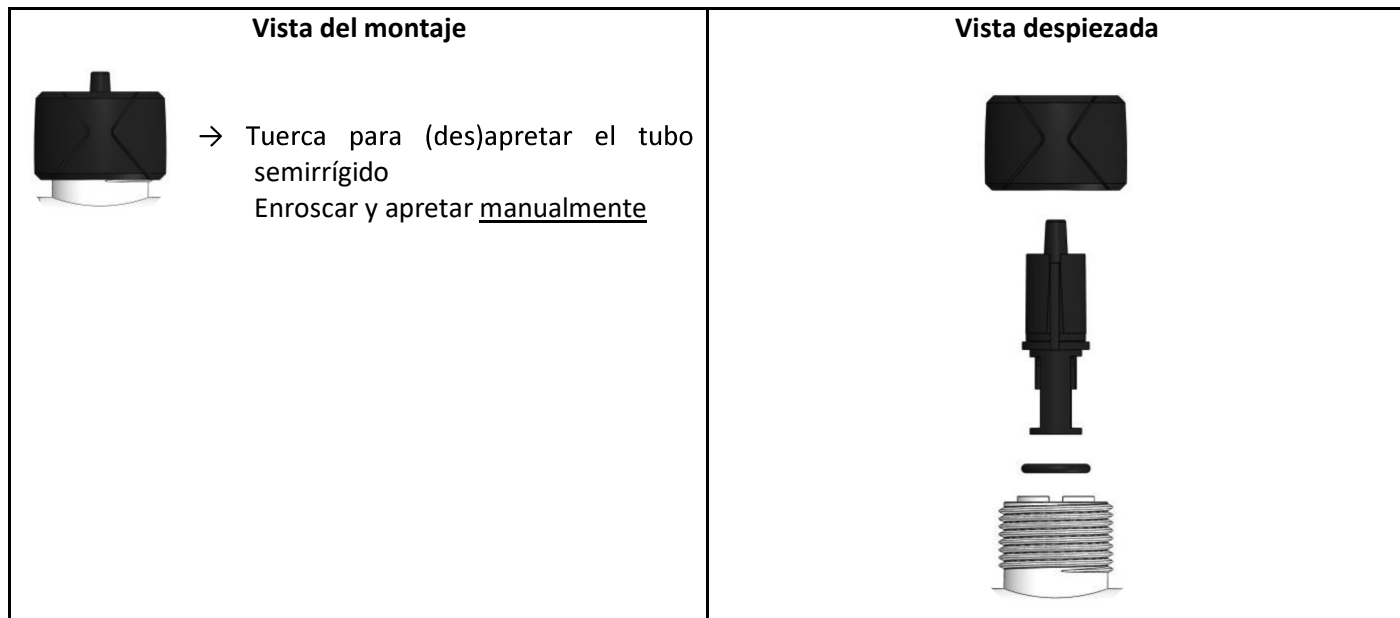 Vista del montaje
Vista despiezada
→ Tuerca para (des)apretar el tubo
semirrígido
Enroscar y apretar manualmente